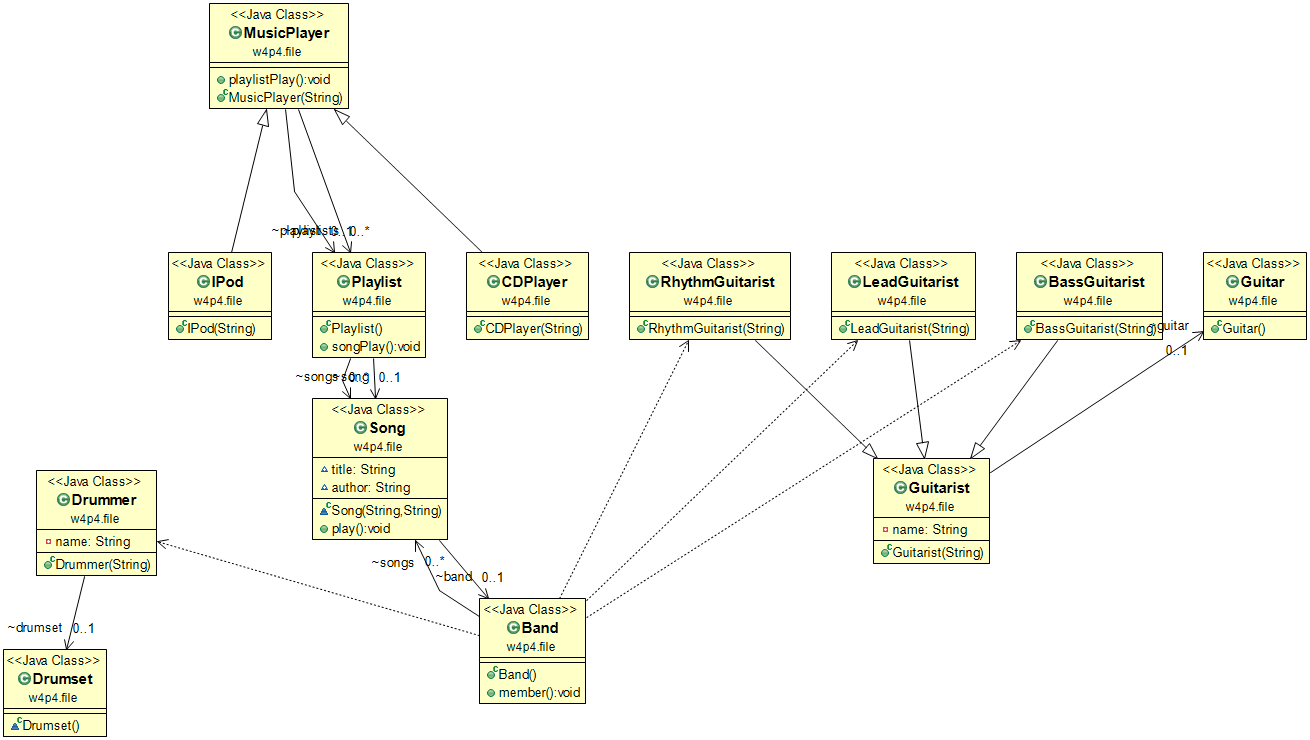 <<Java Class>>
MusicPlayer
w4p4.file
playlistPlay():void
MusicPlayer(String)
~playlist 0..1
~playlists 0..*
<<Java Class>>
IPod
w4p4.file
IPod(String)
<<Java Class>>
Playlist
w4p4.file
Playlist()
songPlay():void
<<Java Class>>
CDPlayer
w4p4.file
CDPlayer(String)
<<Java Class>>
RhythmGuitarist
w4p4.file
RhythmGuitarist(String)
<<Java Class>>
LeadGuitarist
w4p4.file
LeadGuitarist(String)
<<Java Class>>
BassGuitarist
w4p4.file
BassGuitarist(String)
~guitar
0..1
<<Java Class>>
Guitar
w4p4.file
Guitar()
~songs 0..*
~song 0..1
<<Java Class>>
Song
w4p4.file
title: String
author: String
Song(String,String)
play():void
<<Java Class>>
Drummer
w4p4.file
name: String
Drummer(String)
<<Java Class>>
Guitarist
w4p4.file
name: String
Guitarist(String)
~songs 0..*
~band 0..1
<<Java Class>>
Band
w4p4.file
Band()
member():void
~drumset 0..1
<<Java Class>>
Drumset
w4p4.file
Drumset()